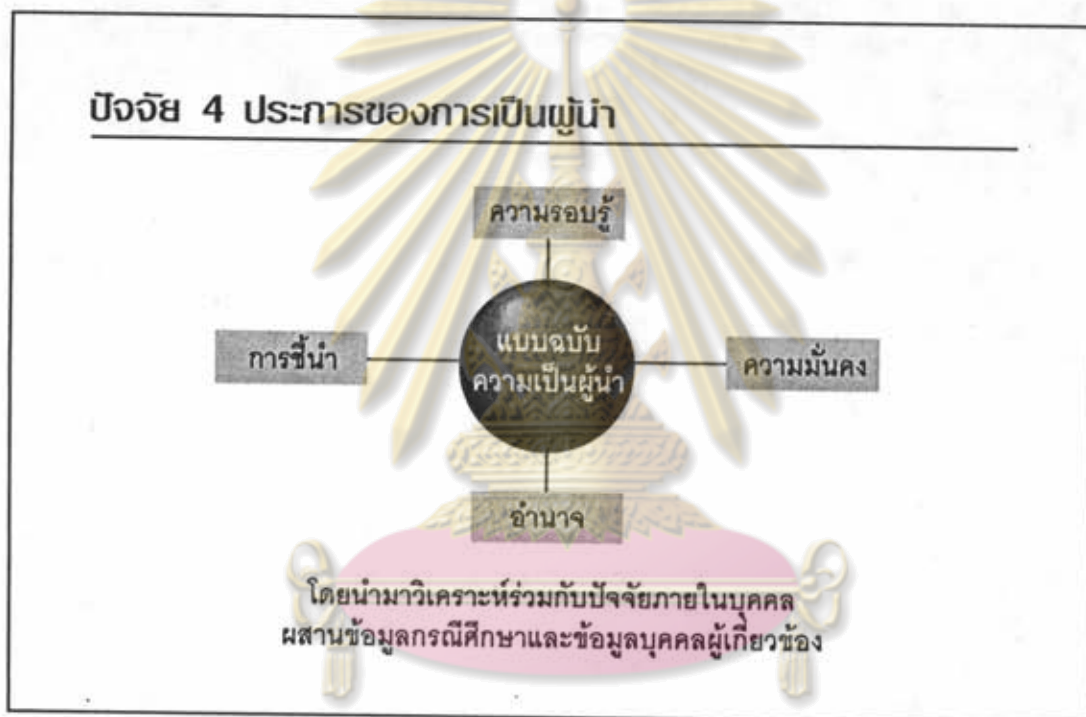 ปัจจัย 4 ประการของการเป็นผู้นำ
ความรอบรู้
การชี้นำ
แบบฉบับ
ความเป็นผู้นำ
ความมั่นคง
อำนาจ
โดยนำมาวิเคราะห์ร่วมกับปัจจัยภายในบุคคล
ผสานข้อมูลกรณีศึกษาและข้อมูลบุคคลผู้เกี่ยวข้อง